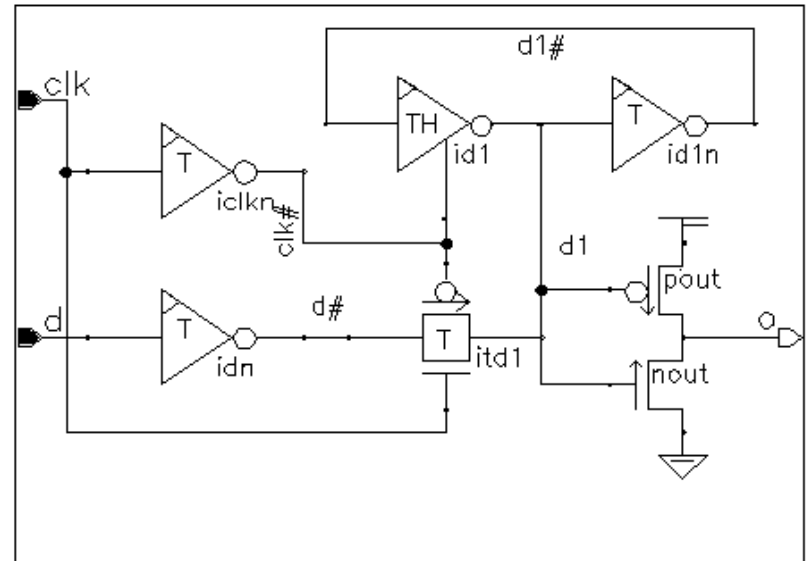 d1#
clk
TH
T
T
id1
id1n
iclkn
clk#
d1
pout
d
d#
o
T
T
idn
itd1
nout